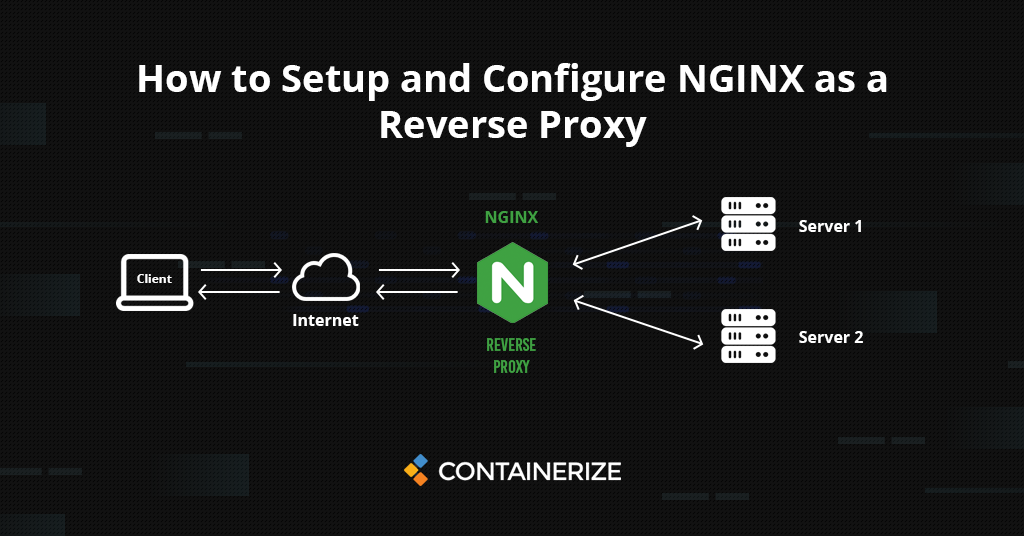 How to Setup and Configure NGINX as a
Reverse Proxy
NGINX
Server 1
Client
Internet
Server 2
REVERSE
PROXY
CONTAINERIZE